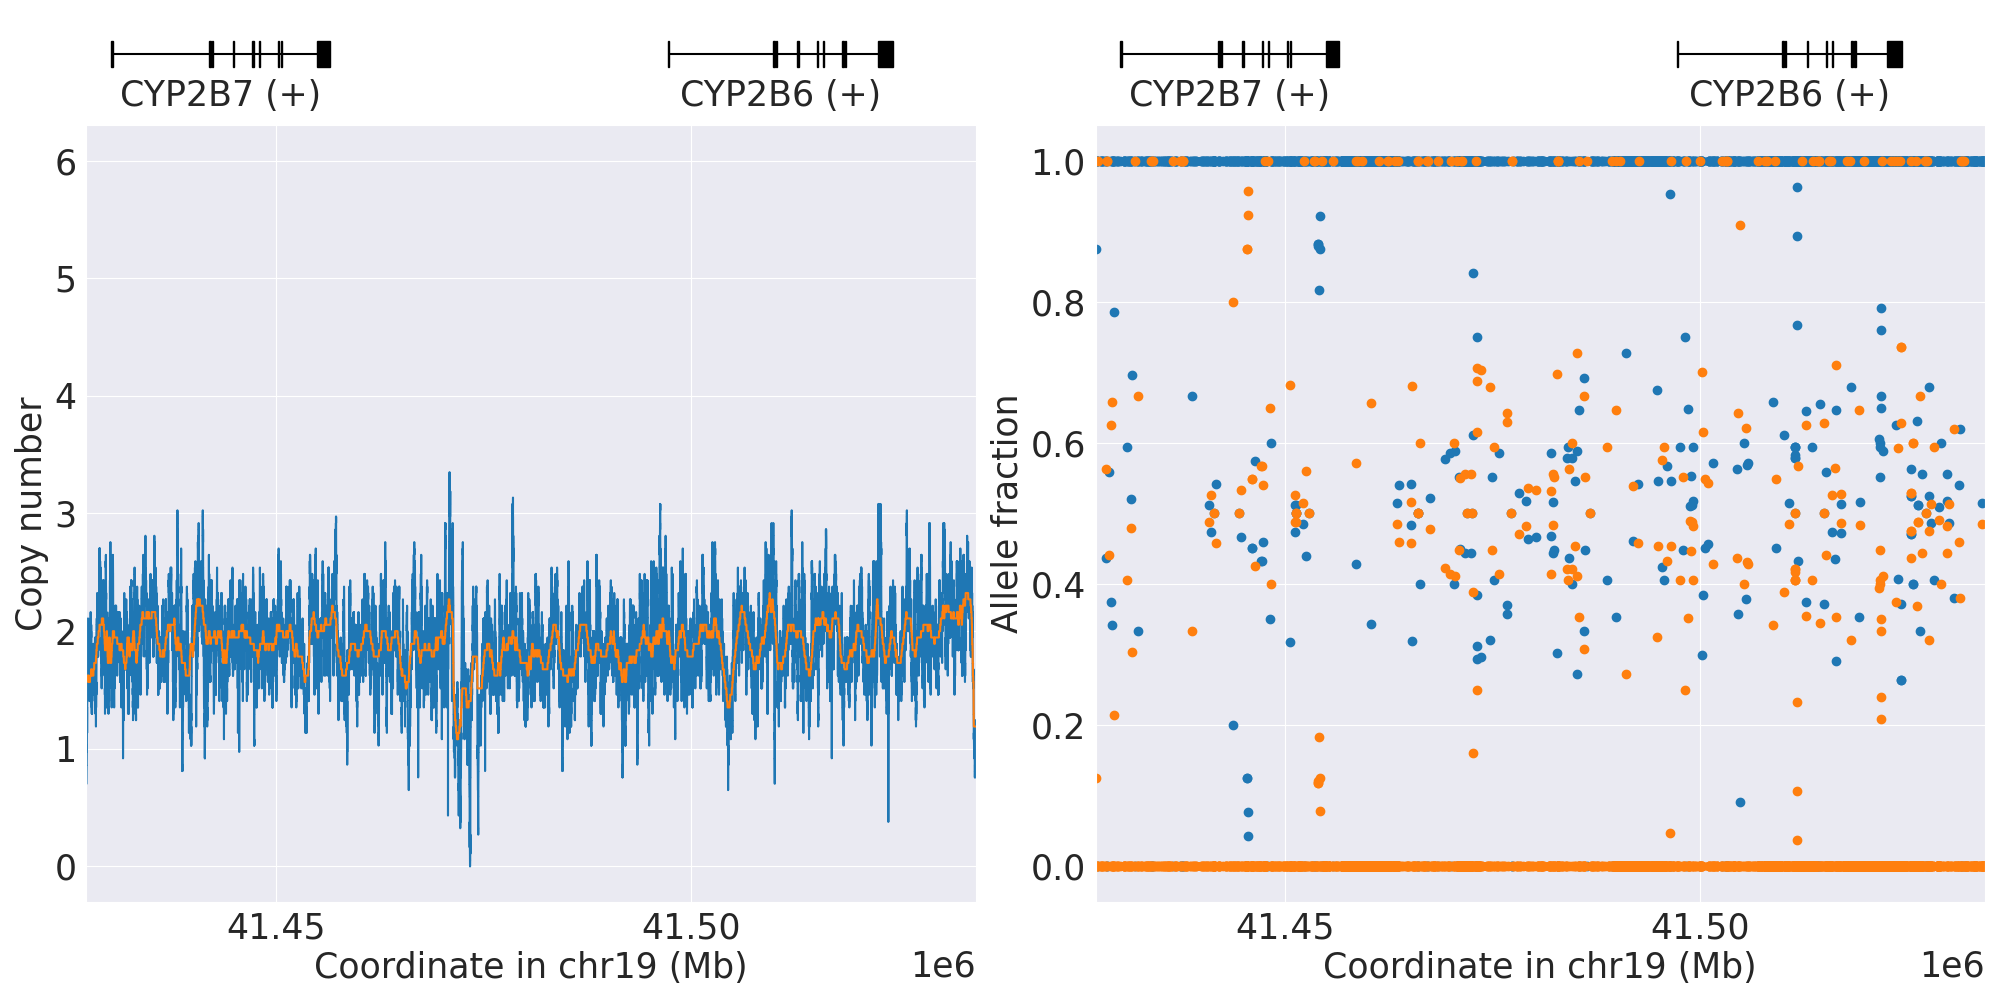 CYP2B7 (+)
CYP2B6 (+)
6
5
4
3
2
1
0
Copy number
41.45
41.50
Coordinate in chr19 (Mb)
1e6
CYP2B7 (+)
CYP2B6 (+)
1.0
0.8
0.6
0.4
0.2
0.0
Allele fraction
41.45
41.50
Coordinate in chr19 (Mb)
1e6